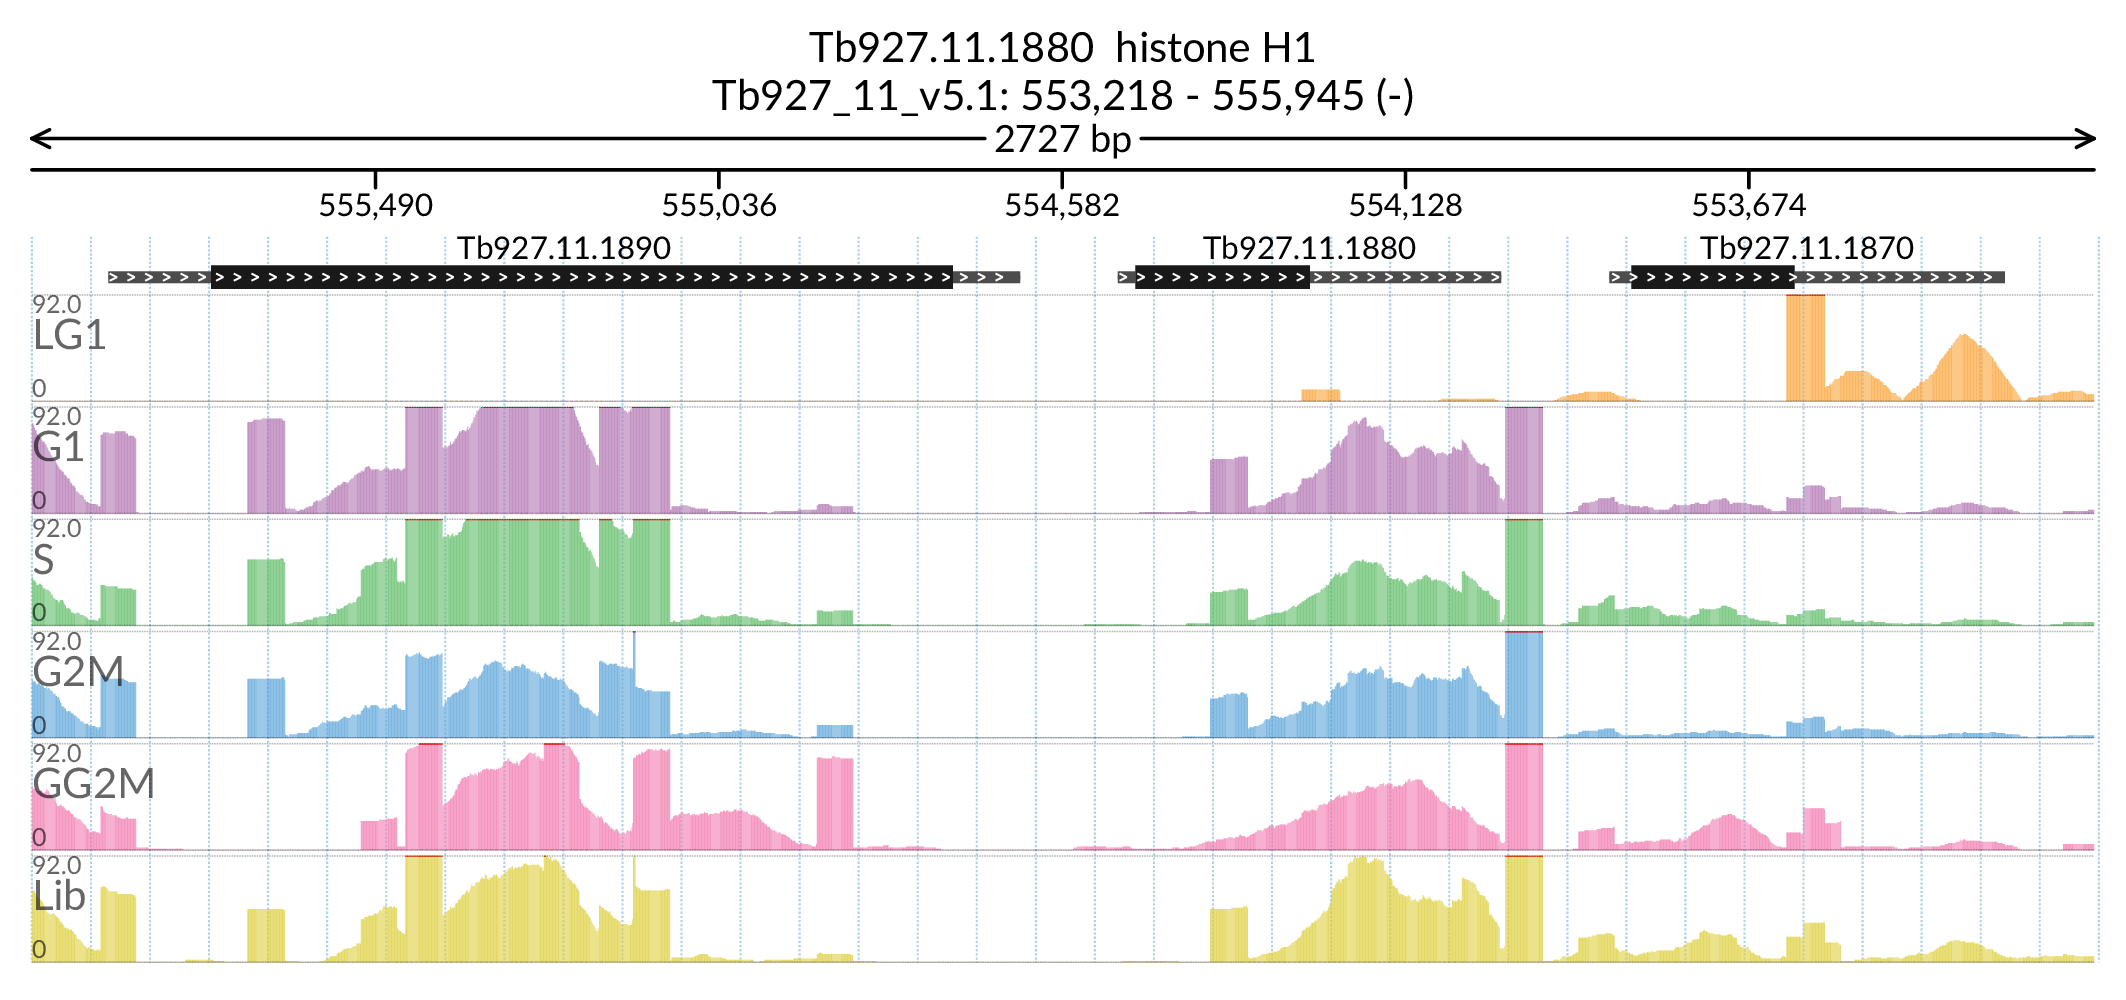 Tb927.11.1880 histone H1
Tb927_11_v5.1: 553,218 - 555,945 (-)
2727 bp
555,490 555,036 554,582 554,128 553,674
Tb927.11.1890 Tb927.11.1880 Tb927.11.1870
92.0
LG1
0
92.0
G1
0
92.0
S
0
92.0
G2M
0
92.0
GG2M
0
92.0
Lib
0